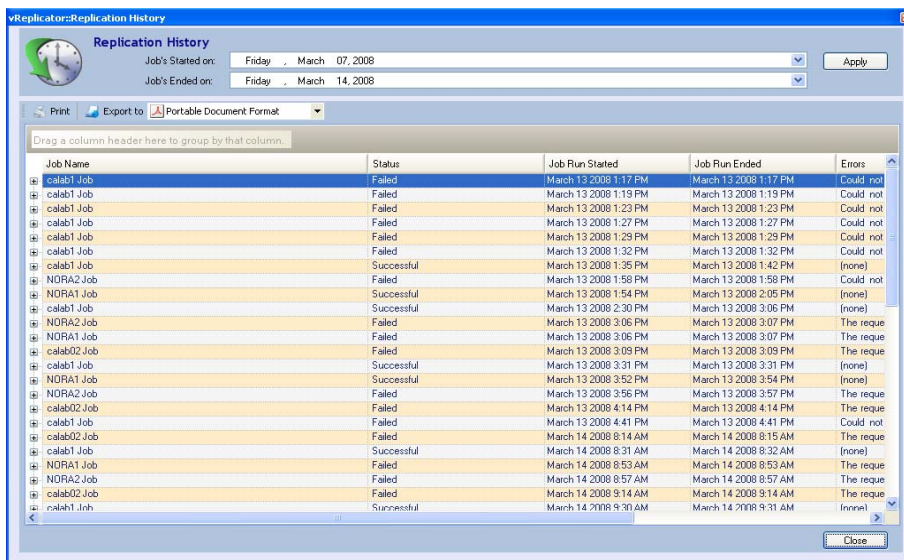 vReplicator::Replication History
Replication History
Job's Started on: Friday , March 07, 2008
Apply
Job's Ended on: Friday , March 14, 2008
Print Export to Portable Document Format
Drag a column header here to group by that column.
Job Name Status Job Run Started Job Run Ended Errors
calab1 Job Failed March 13 2008 1:17 PM March 13 2008 1:17 PM Could not
calab1 Job Failed March 13 2008 1:19 PM March 13 2008 1:19 PM Could not
calab1 Job Failed March 13 2008 1:23 PM March 13 2008 1:23 PM Could not
calab1 Job Failed March 13 2008 1:27 PM March 13 2008 1:27 PM Could not
calab1 Job Failed March 13 2008 1:29 PM March 13 2008 1:29 PM Could not
calab1 Job Failed March 13 2008 1:32 PM March 13 2008 1:32 PM Could not
calab1 Job Successful March 13 2008 1:35 PM March 13 2008 1:42 PM (none)
NORA2 Job Failed March 13 2008 1:58 PM March 13 2008 1:58 PM Could not
NORA1 Job Successful March 13 2008 1:54 PM March 13 2008 2:05 PM (none)
calab1 Job Successful March 13 2008 2:30 PM March 13 2008 3:06 PM (none)
NORA2 Job Failed March 13 2008 3:06 PM March 13 2008 3:07 PM The reque
NORA1 Job Failed March 13 2008 3:06 PM March 13 2008 3:07 PM The reque
calab02 Job Failed March 13 2008 3:09 PM March 13 2008 3:09 PM The reque
calab1 Job Successful March 13 2008 3:31 PM March 13 2008 3:31 PM (none)
NORA1 Job Successful March 13 2008 3:52 PM March 13 2008 3:54 PM (none)
NORA2 Job Failed March 13 2008 3:56 PM March 13 2008 3:57 PM The reque
calab02 Job Failed March 13 2008 4:14 PM March 13 2008 4:14 PM The reque
calab1 Job Failed March 13 2008 4:41 PM March 13 2008 4:41 PM Could not
calab02 Job Failed March 14 2008 8:14 AM March 14 2008 8:15 AM The reque
calab1 Job Successful March 14 2008 8:31 AM March 14 2008 8:32 AM (none)
NORA1 Job Failed March 14 2008 8:53 AM March 14 2008 8:53 AM The reque
NORA2 Job Failed March 14 2008 8:57 AM March 14 2008 8:57 AM The reque
calab02 Job Failed March 14 2008 9:14 AM March 14 2008 9:14 AM The reque
calab1 Job Successful March 14 2008 9:30 AM March 14 2008 9:31 AM (none)
Close